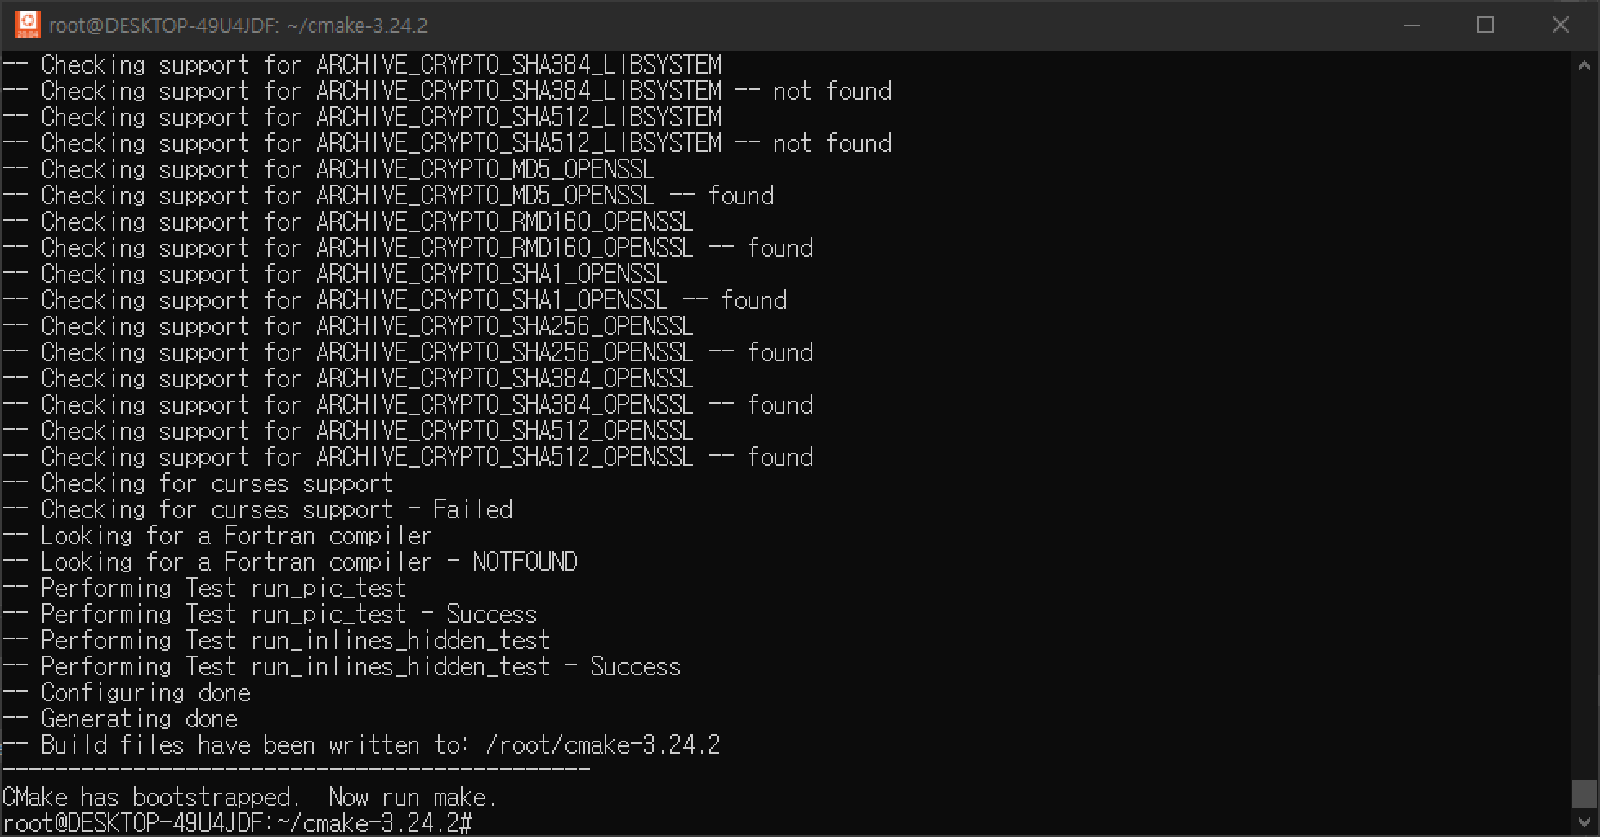 20.04
root@DESKTOP-49U4JDF: ~/cmake-3.24.2
-- Checking support for ARCHIVE_CRYPTO_SHA384_LIBSYSTEM
-- Checking support for ARCHIVE_CRYPTO_SHA384_LIBSYSTEM -- not found
-- Checking support for ARCHIVE_CRYPTO_SHA512_LIBSYSTEM
-- Checking support for ARCHIVE_CRYPTO_SHA512_LIBSYSTEM -- not found
-- Checking support for ARCHIVE_CRYPTO_MD5_OPENSSL
-- Checking support for ARCHIVE_CRYPTO_MD5_OPENSSL -- found
-- Checking support for ARCHIVE_CRYPTO_RMD160_OPENSSL
-- Checking support for ARCHIVE_CRYPTO_RMD160_OPENSSL -- found
-- Checking support for ARCHIVE_CRYPTO_SHA1_OPENSSL
-- Checking support for ARCHIVE_CRYPTO_SHA1_OPENSSL -- found
-- Checking support for ARCHIVE_CRYPTO_SHA256_OPENSSL
-- Checking support for ARCHIVE_CRYPTO_SHA256_OPENSSL -- found
-- Checking support for ARCHIVE_CRYPTO_SHA384_OPENSSL
-- Checking support for ARCHIVE_CRYPTO_SHA384_OPENSSL -- found
-- Checking support for ARCHIVE_CRYPTO_SHA512_OPENSSL
-- Checking support for ARCHIVE_CRYPTO_SHA512_OPENSSL -- found
-- Checking for curses support
-- Checking for curses support - Failed
-- Looking for a Fortran compiler
-- Looking for a Fortran compiler - NOTFOUND
-- Performing Test run_pic_test
-- Performing Test run_pic_test - Success
-- Performing Test run_inlines_hidden_test
-- Performing Test run_inlines_hidden_test - Success
-- Configuring done
-- Generating done
-- Build files have been written to: /root/cmake-3.24.2
---------------------------------------------
CMake has bootstrapped.  Now run make.
root@DESKTOP-49U4JDF:~/cmake-3.24.2#